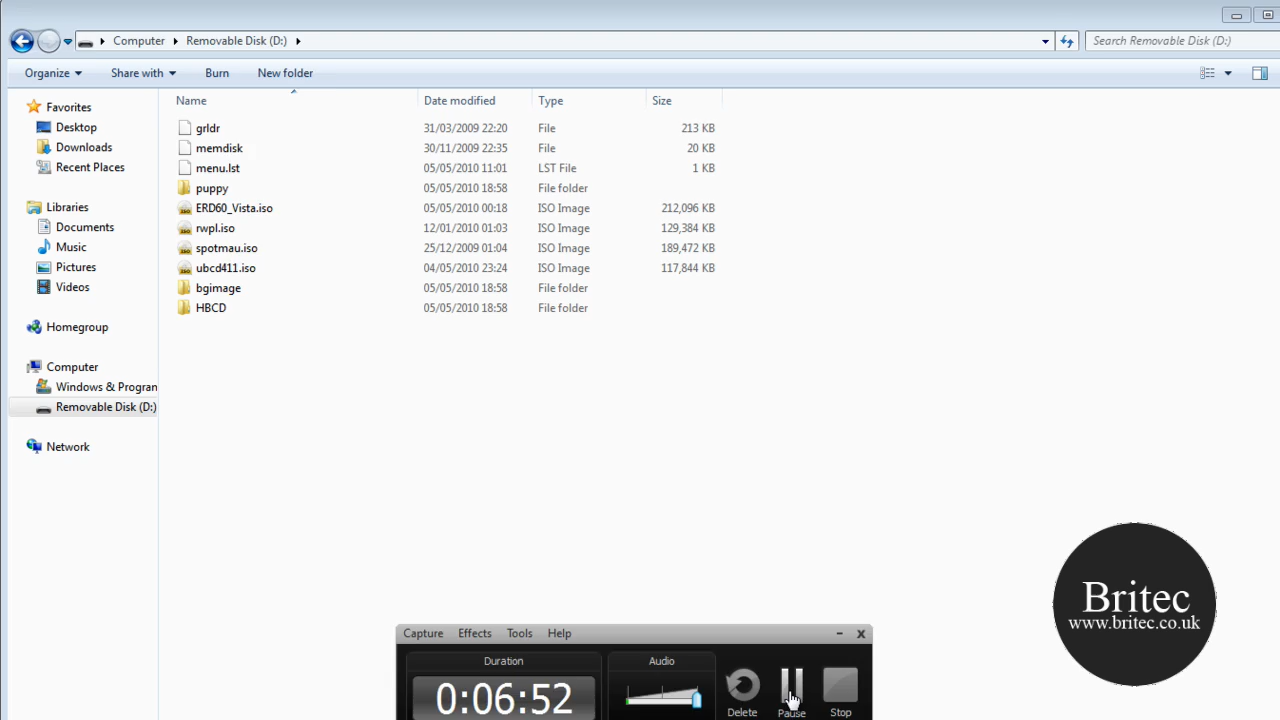 Computer Removable Disk (D:) Search Removable Disk (D:)
Organize Share with Burn New folder
Name Date modified Type Size
Favorites
Desktop
Downloads
Recent Places
Libraries
Documents
Music
Pictures
Videos
Homegroup
Computer
Windows & Progran
Removable Disk (D:)
Network
grldr 31/03/2009 22:20 File 213 KB
memdisk 30/11/2009 22:35 File 20 KB
menu.lst 05/05/2010 11:01 LST File 1 KB
puppy 05/05/2010 18:58 File folder
ERD60_Vista.iso 05/05/2010 00:18 ISO Image 212,096 KB
rwpl.iso 12/01/2010 01:03 ISO Image 129,384 KB
spotmau.iso 25/12/2009 01:04 ISO Image 189,472 KB
ubcd411.iso 04/05/2010 23:24 ISO Image 117,844 KB
bgimage 05/05/2010 18:58 File folder
HBCD 05/05/2010 18:58 File folder
Britec
www.britec.co.uk
Capture Effects Tools Help
Duration Audio
0:06:52
Delete Pause Stop